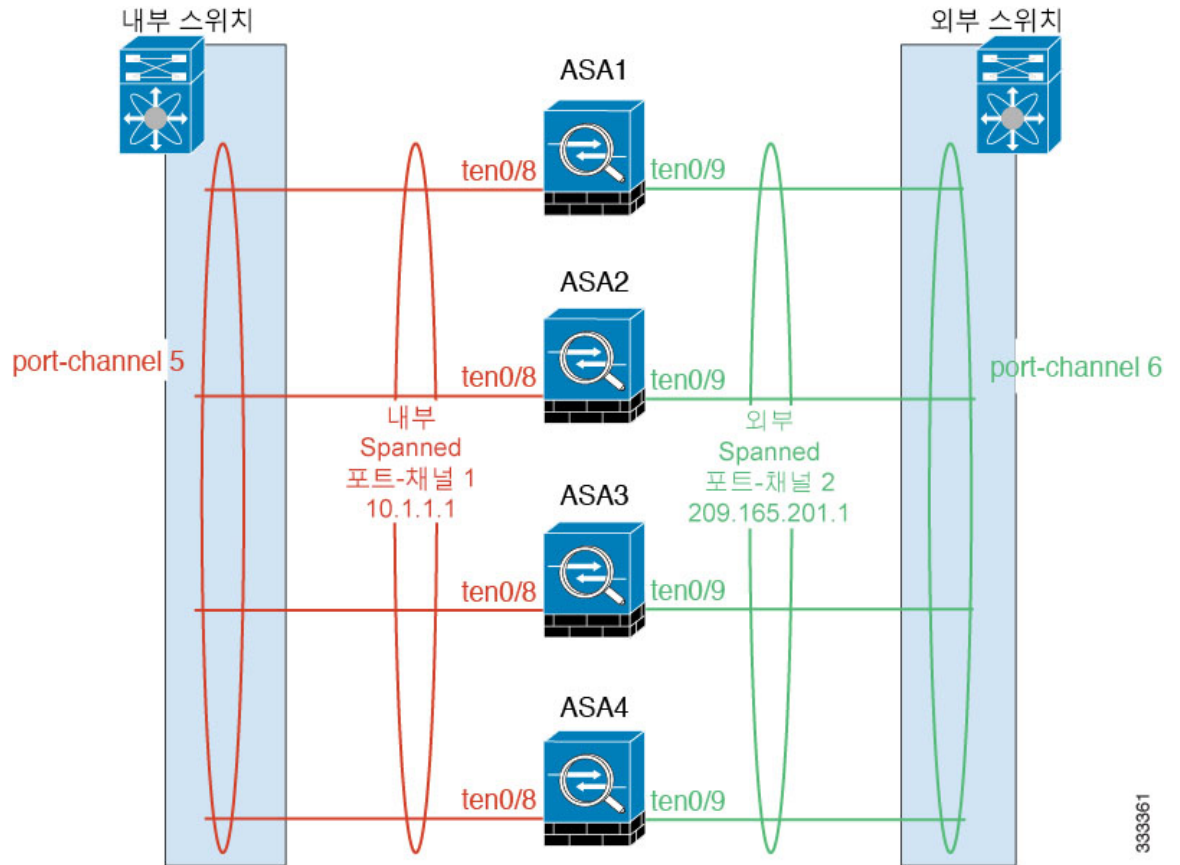 내부 스위치
외부 스위치
ASA1
ten0/8
ten0/9
ASA2
port-channel 5
ten0/8
ten0/9
port-channel 6
내부
Spanned
포트-채널 1
10.1.1.1
외부
Spanned
포트-채널 2
209.165.201.1
ASA3
ten0/8
ten0/9
ASA4
ten0/8
ten0/9
333361